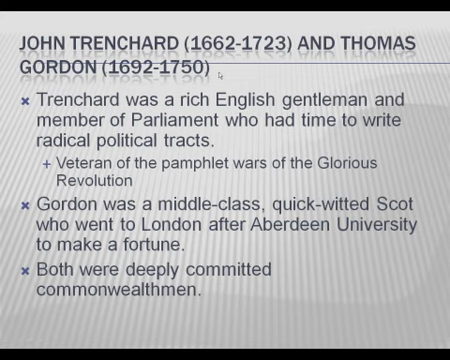 JOHN TRENCHARD (1662-1723) AND THOMAS
GORDON (1692-1750)
Trenchard was a rich English gentleman and
member of Parliament who had time to write
radical political tracts.
+ Veteran of the pamphlet wars of the Glorious
Revolution
Gordon was a middle-class, quick-witted Scot
who went to London after Aberdeen University
to make a fortune.
Both were deeply committed
commonwealthmen.